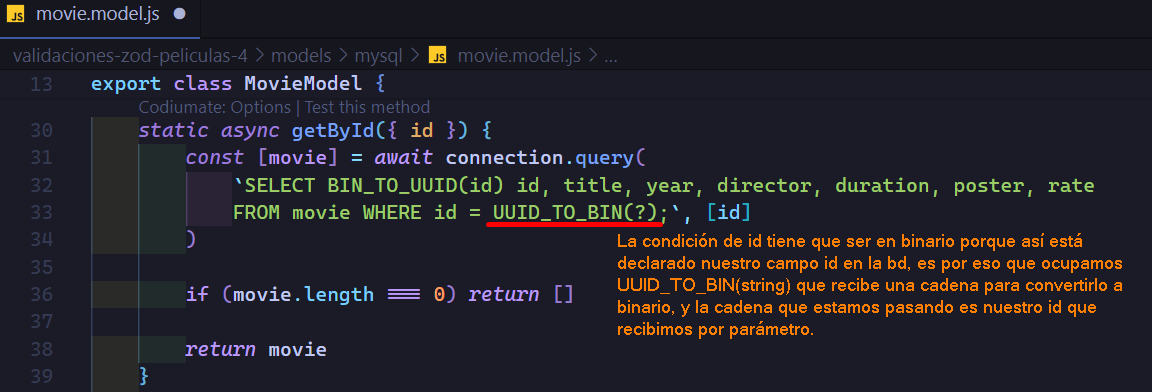 JS movie.model.js
validaciones-zod-peliculas-4 > models > mysql > JS movie.model.js > ...
13 export class MovieModel {
Codiumate: Options | Test this method
30 static async getById({ id }) {
31 const [movie] = await connection.query(
32 `SELECT BIN_TO_UUID(id) id, title, year, director, duration, poster, rate
33 FROM movie WHERE id = UUID_TO_BIN(?);`, [id]
34 )
La condición de id tiene que ser en binario porque así está
declarado nuestro campo id en la bd, es por eso que ocupamos
UUID_TO_BIN(string) que recibe una cadena para convertirlo a
binario, y la cadena que estamos pasando es nuestro id que
recibimos por parámetro.
35
36 if (movie.length === 0) return []
37
38 return movie
39 }